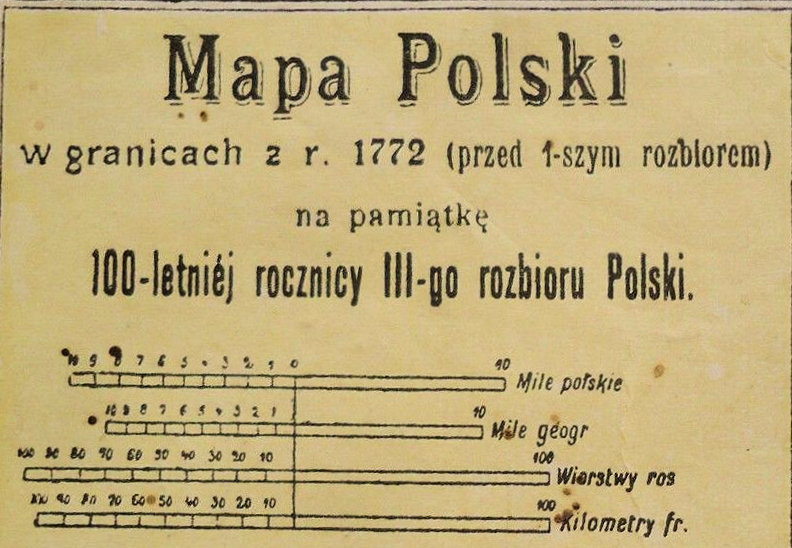 Mapa Polski
w granicach z r. 1772 (przed 1-szym rozbiorem)
na pamiątkę
100-letniéj rocznicy III-go rozbioru Polski.
10 9 8 7 6 5 4 3 2 1 0 10 Mile polskie
10 9 8 7 6 5 4 3 2 1 10 Mile geogr
100 90 80 70 60 50 40 30 20 10 100 Wiorstwy ros
100 90 80 70 60 50 40 30 20 10 100 Kilometry fr.